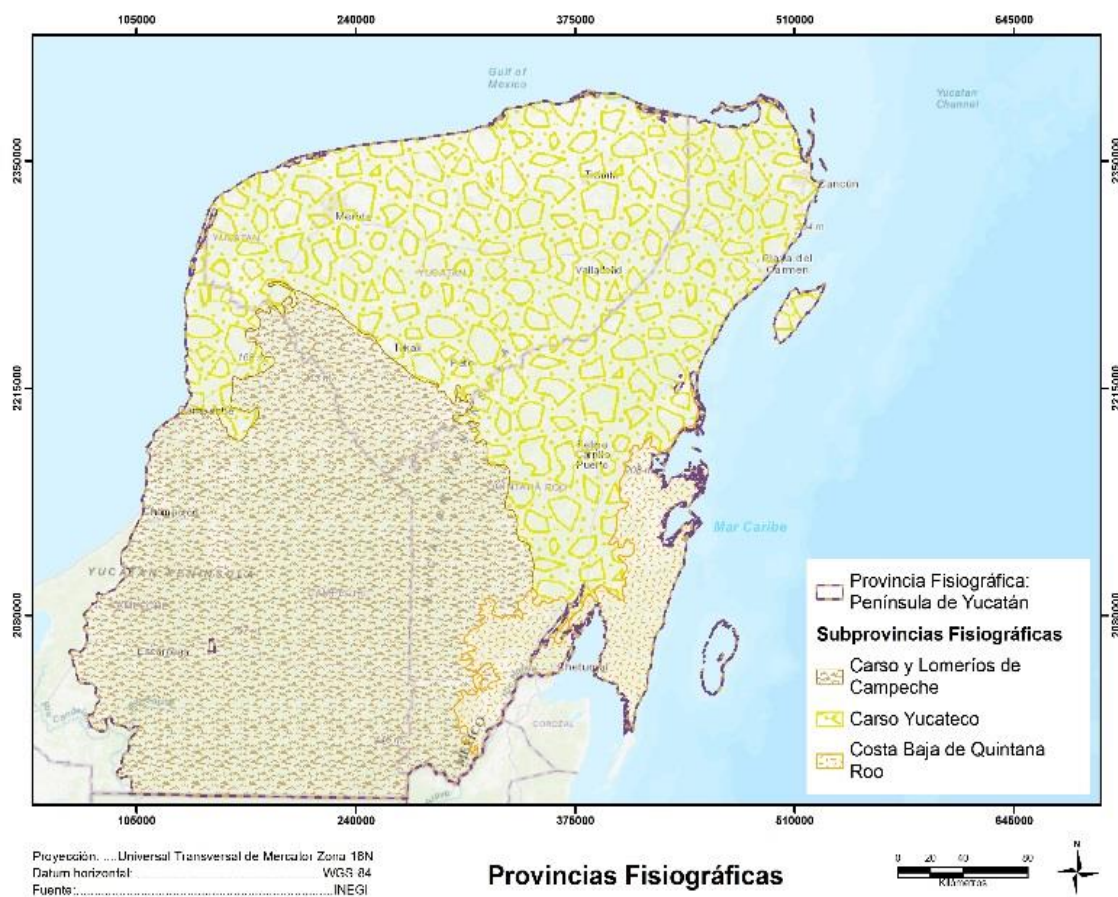 105000 240000 375000 510000 645000
Gulf of
Mexico
Yucatan
Channel
2350000 2350000
Cancún
Mérida
YUCATÁN
Playa del
Carmen
YUCATÁN
Valladolid
Peto
2215000 2215000
Campeche
Felipe
Carrillo
Puerto
QUINTANA ROO
Champotón
Mar Caribe
YUCATAN PENINSULA
CAMPECHE
CAMPECHE
2080000 2080000
Escárcega
Chetumal
COROZAL
MÉXICO
Provincia Fisiográfica:
Península de Yucatán
Subprovincias Fisiográficas
Carso y Lomeríos de
Campeche
Carso Yucateco
Costa Baja de Quintana
Roo
105000 240000 375000 510000 645000
Proyección: ....Universal Transversal de Mercator Zona 16N
Datum horizontal: WGS 84
Fuente: INEGI
Provincias Fisiográficas
0 20 40 80
Kilómetros
N